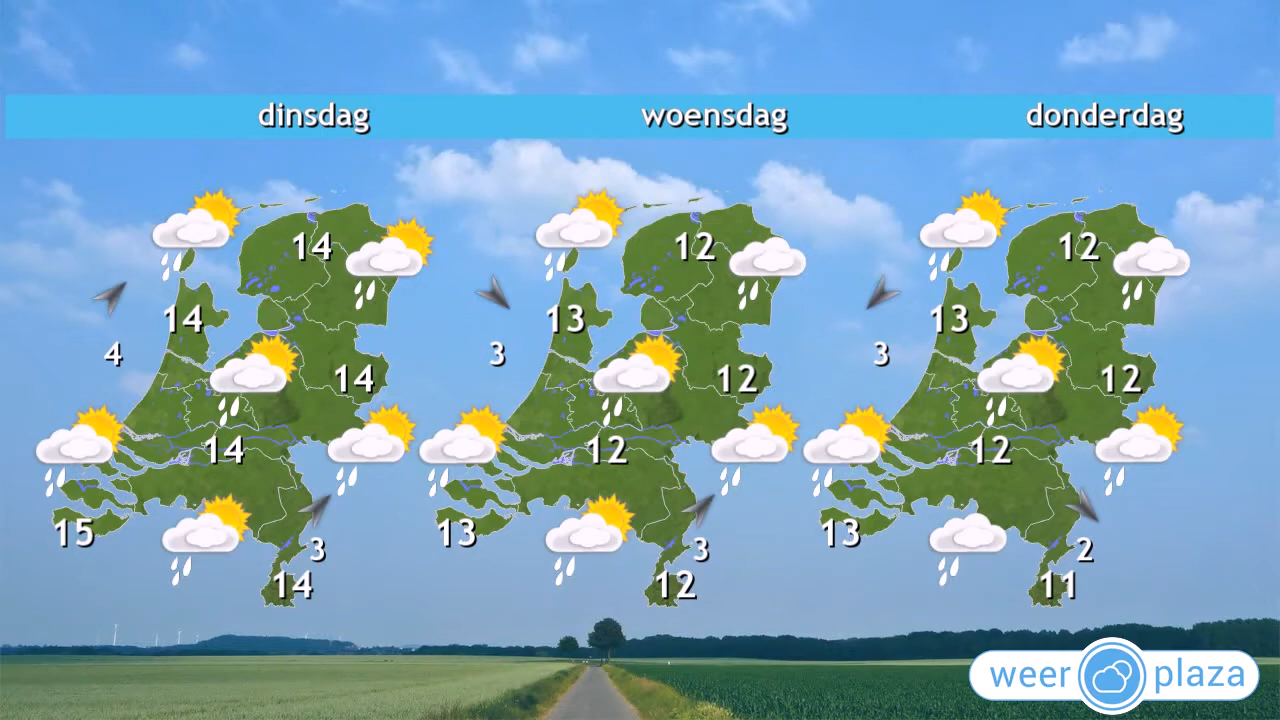 dinsdag woensdag donderdag
14 12 12
14 13 13
4 3 3
14 12 12
14 12 12
15 13 13
3 3 2
14 12 11
weer plaza